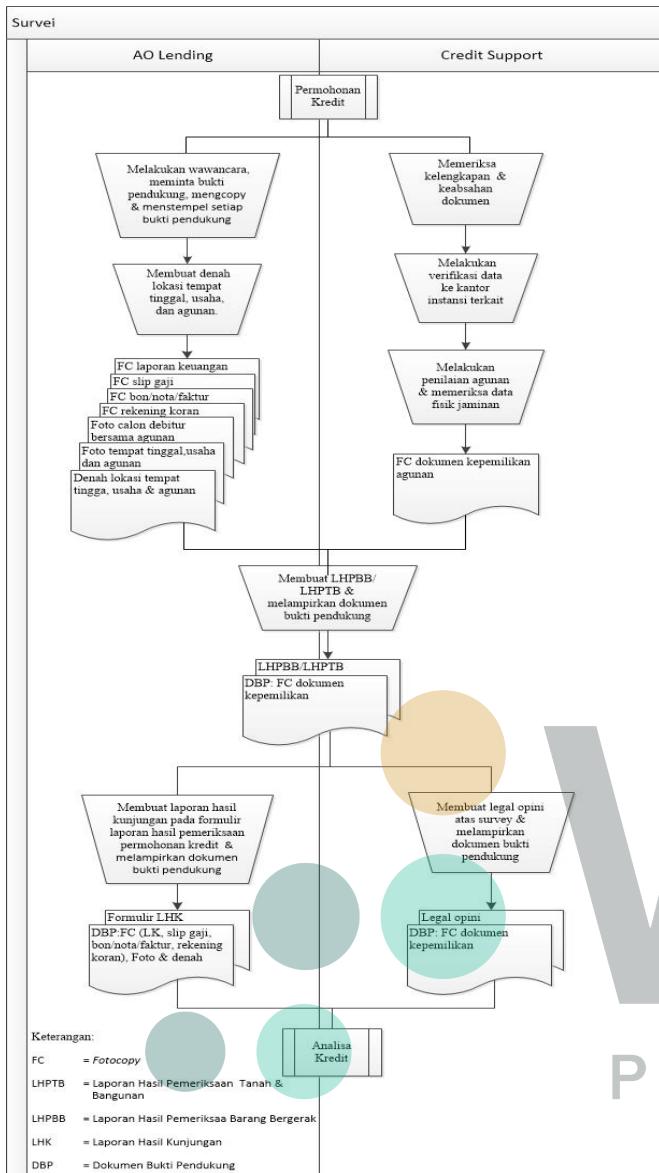 Survei
AO Lending
Credit Support
Permohonan
Kredit
Melakukan wawancara,
meminta bukti
pendukung, mengcopy
& menstempel setiap
bukti pendukung
Memeriksa
kelengkapan &
keabsahan
dokumen
Membuat denah
lokasi tempat
tinggal, usaha,
dan agunan.
Melakukan
verifikasi data
ke kantor
instansi terkait
Melakukan
penilaian agunan
& memeriksa data
fisik jaminan
FC laporan keuangan
FC slip gaji
FC bon/nota/faktur
FC rekening koran
Foto calon debitur
bersama agunan
Foto tempat tinggal,usaha
dan agunan
Denah lokasi tempat
tingga, usaha & agunan
FC dokumen kepemilikan
agunan
Membuat LHPBB/
LHPTB &
melampirkan dokumen
bukti pendukung
LHPBB/LHPTB
DBP: FC dokumen
kepemilikan
Membuat laporan hasil
kunjungan pada formulir
laporan hasil pemeriksaan
permohonan kredit &
melampirkan dokumen
bukti pendukung
Membuat legal opini
atas survey &
melampirkan
dokumen bukti
pendukung
Formulir LHK
DBP:FC (LK, slip gaji,
bon/nota/faktur, rekening
koran), Foto & denah
Legal opini
DBP: FC dokumen
kepemilikan
Analisa
Kredit
Keterangan:
FC = Fotocopy
LHPTB = Laporan Hasil Pemeriksaan Tanah &
Bangunan
LHPBB = Laporan Hasil Pemeriksaa Barang Bergerak
LHK = Laporan Hasil Kunjungan
DBP = Dokumen Bukti Pendukung
P